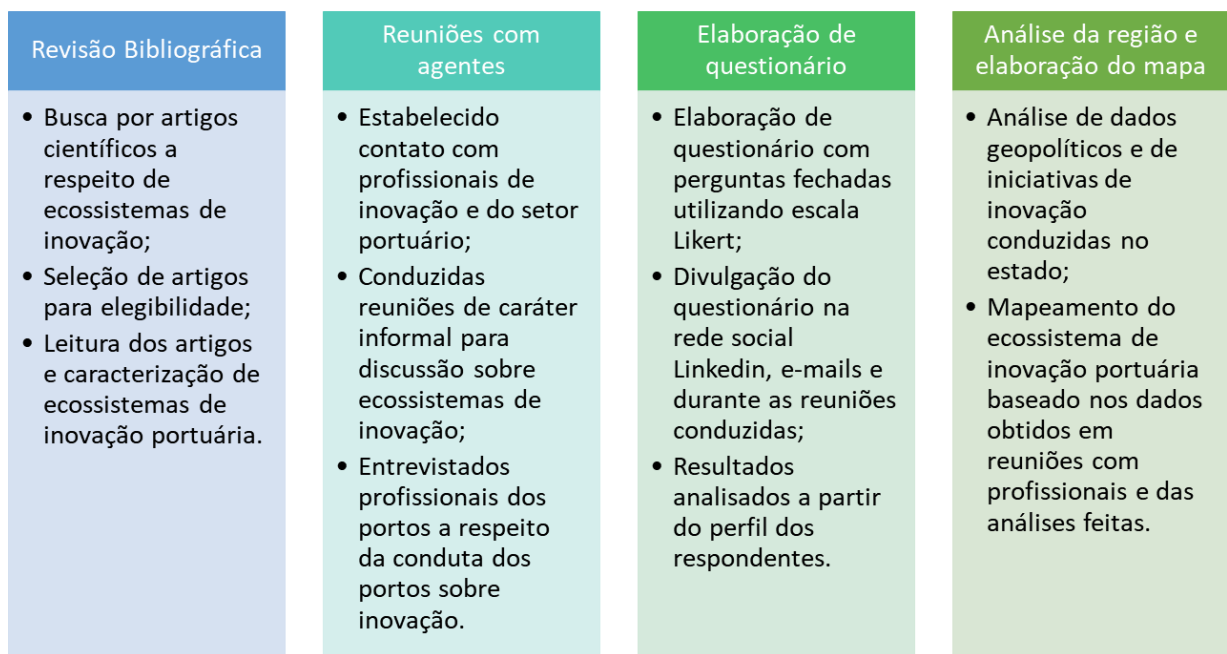 Revisão Bibliográfica
• Busca por artigos
científicos a
respeito de
ecossistemas de
inovação;
• Seleção de artigos
para elegibilidade;
• Leitura dos artigos
e caracterização de
ecossistemas de
inovação portuária.
Reuniões com
agentes
• Estabelecido
contato com
profissionais de
inovação e do setor
portuário;
• Conduzidas
reuniões de caráter
informal para
discussão sobre
ecossistemas de
inovação;
• Entrevistados
profissionais dos
portos a respeito
da conduta dos
portos sobre
inovação.
Elaboração de
questionário
• Elaboração de
questionário com
perguntas fechadas
utilizando escala
Likert;
• Divulgação do
questionário na
rede social
Linkedin, e-mails e
durante as reuniões
conduzidas;
• Resultados
analisados a partir
do perfil dos
respondentes.
Análise da região e
elaboração do mapa
• Análise de dados
geopolíticos e de
iniciativas de
inovação
conduzidas no
estado;
• Mapeamento do
ecossistema de
inovação portuária
baseado nos dados
obtidos em
reuniões com
profissionais e das
análises feitas.